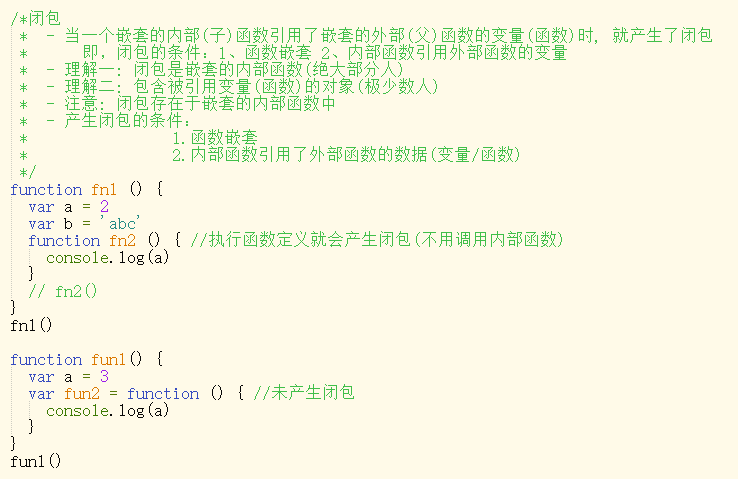 /*闭包
 *  - 当一个嵌套的内部(子)函数引用了嵌套的外部(父)函数的变量(函数)时, 就产生了闭包
 *      即，闭包的条件：1、函数嵌套 2、内部函数引用外部函数的变量
 *  - 理解一: 闭包是嵌套的内部函数(绝大部分人)
 *  - 理解二: 包含被引用变量(函数)的对象(极少数人)
 *  - 注意: 闭包存在于嵌套的内部函数中
 *  - 产生闭包的条件：
 *                1.函数嵌套
 *                2.内部函数引用了外部函数的数据(变量/函数)
 */
function fn1 () {
  var a = 2
  var b = 'abc'
  function fn2 () { //执行函数定义就会产生闭包(不用调用内部函数)
    console.log(a)
  }
  // fn2()
}
fn1()
function fun1() {
  var a = 3
  var fun2 = function () { //未产生闭包
    console.log(a)
  }
}
fun1()